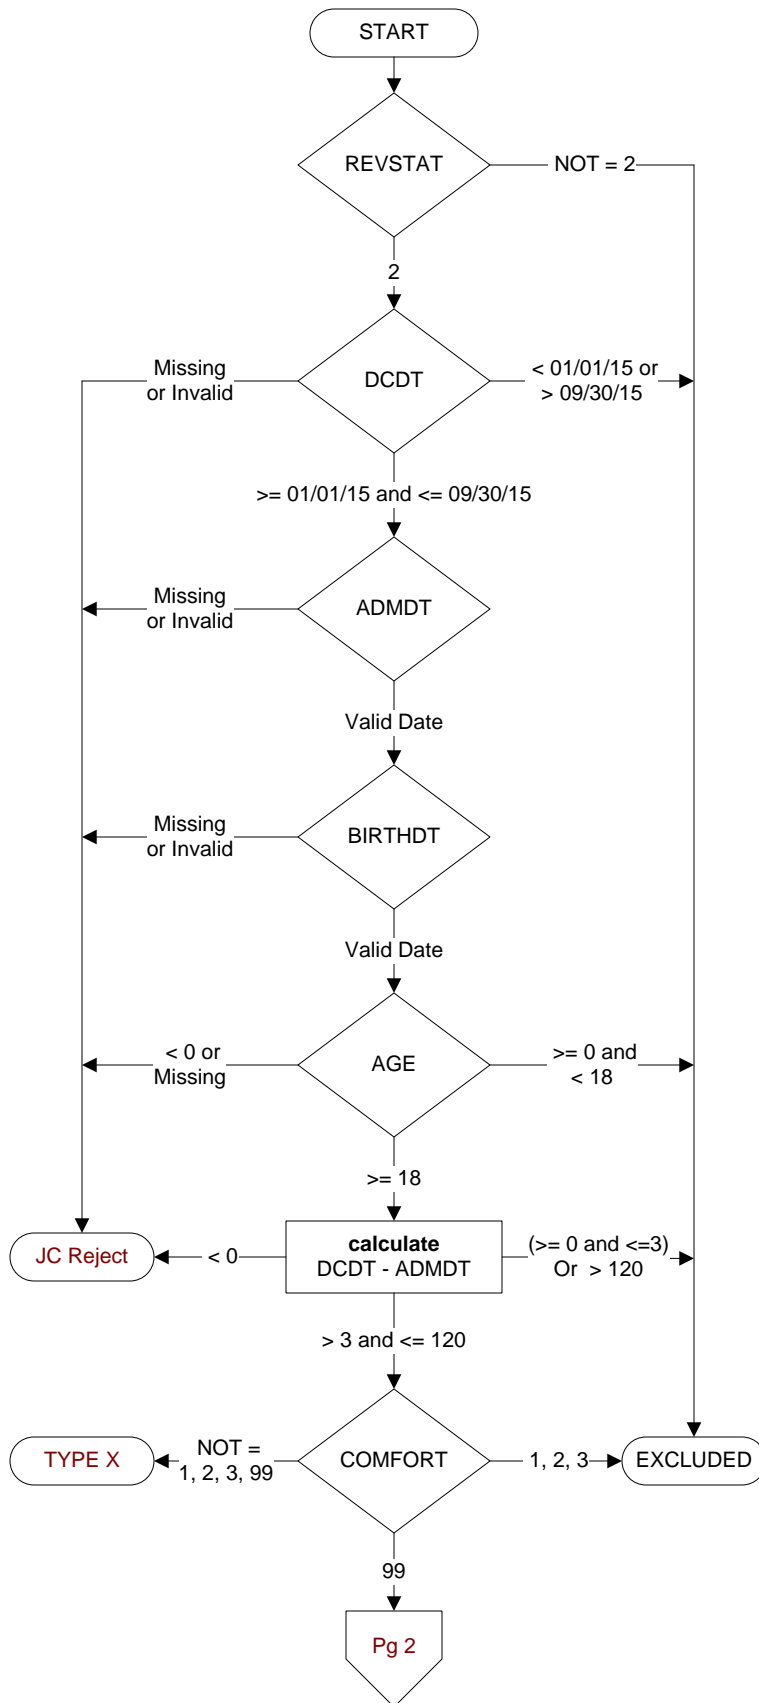 START
REVSTAT
NOT = 2
2
Missing
or Invalid
DCDT
< 01/01/15 or
> 09/30/15
>= 01/01/15 and <= 09/30/15
Missing
or Invalid
ADMDT
Valid Date
Missing
or Invalid
BIRTHDT
Valid Date
< 0 or
Missing
AGE
>= 0 and
< 18
>= 18
JC Reject
< 0
calculate
DCDT - ADMDT
(>= 0 and <=3)
Or > 120
> 3 and <= 120
TYPE X
NOT =
1, 2, 3, 99
COMFORT
1, 2, 3
EXCLUDED
99
Pg 2